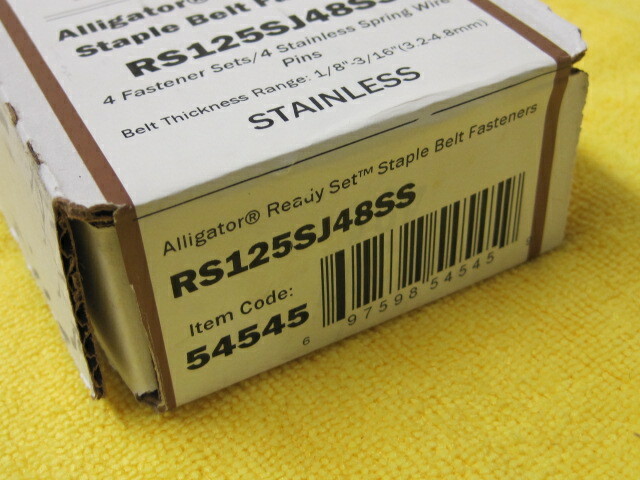 Alligator®
Staple Belt
RS125SJ48SS
4 Fastener Sets/4 Stainless Spring Wire
Pins
Belt Thickness Range: 1/8"-3/16"(3.2-4.8mm)
STAINLESS
Alligator® Ready Set™ Staple Belt Fasteners
RS125SJ48SS
Item Code:
54545
6 97598 54545